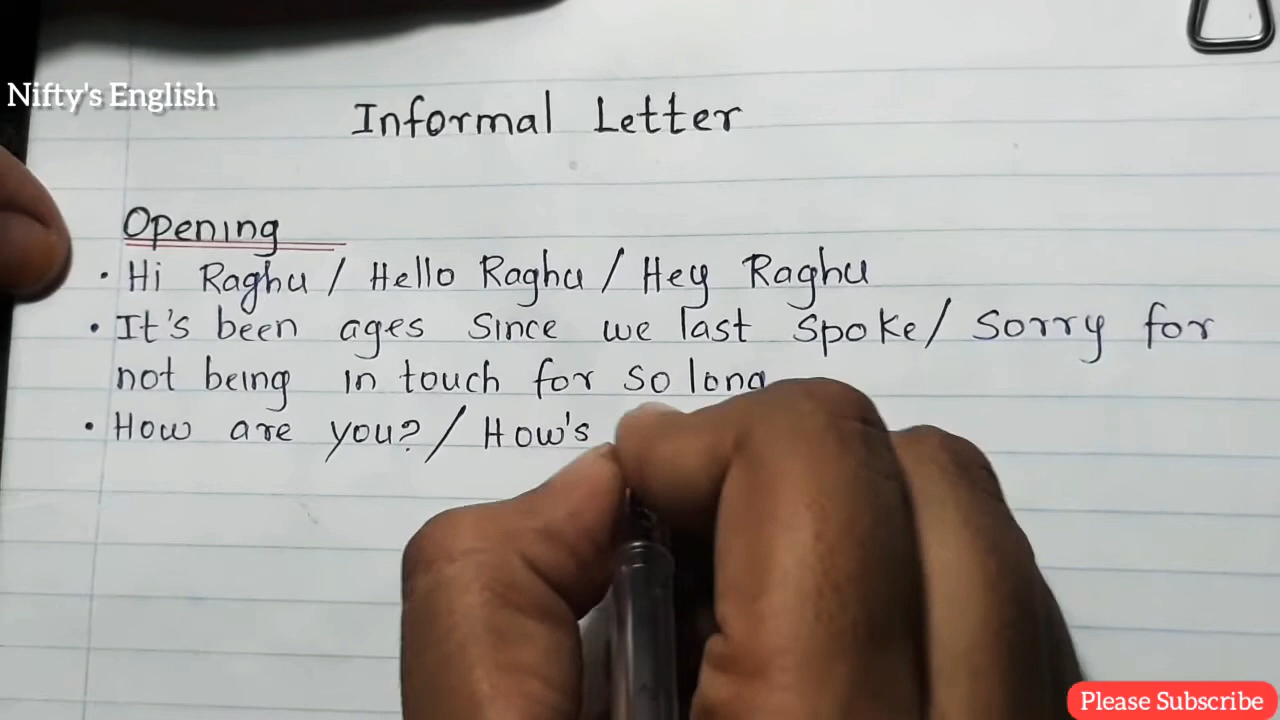 Nifty's English
Informal Letter
Opening
• Hi Raghu / Hello Raghu / Hey Raghu
• It's been ages since we last spoke / Sorry for
not being in touch for so long
• How are you? / How's
Please Subscribe